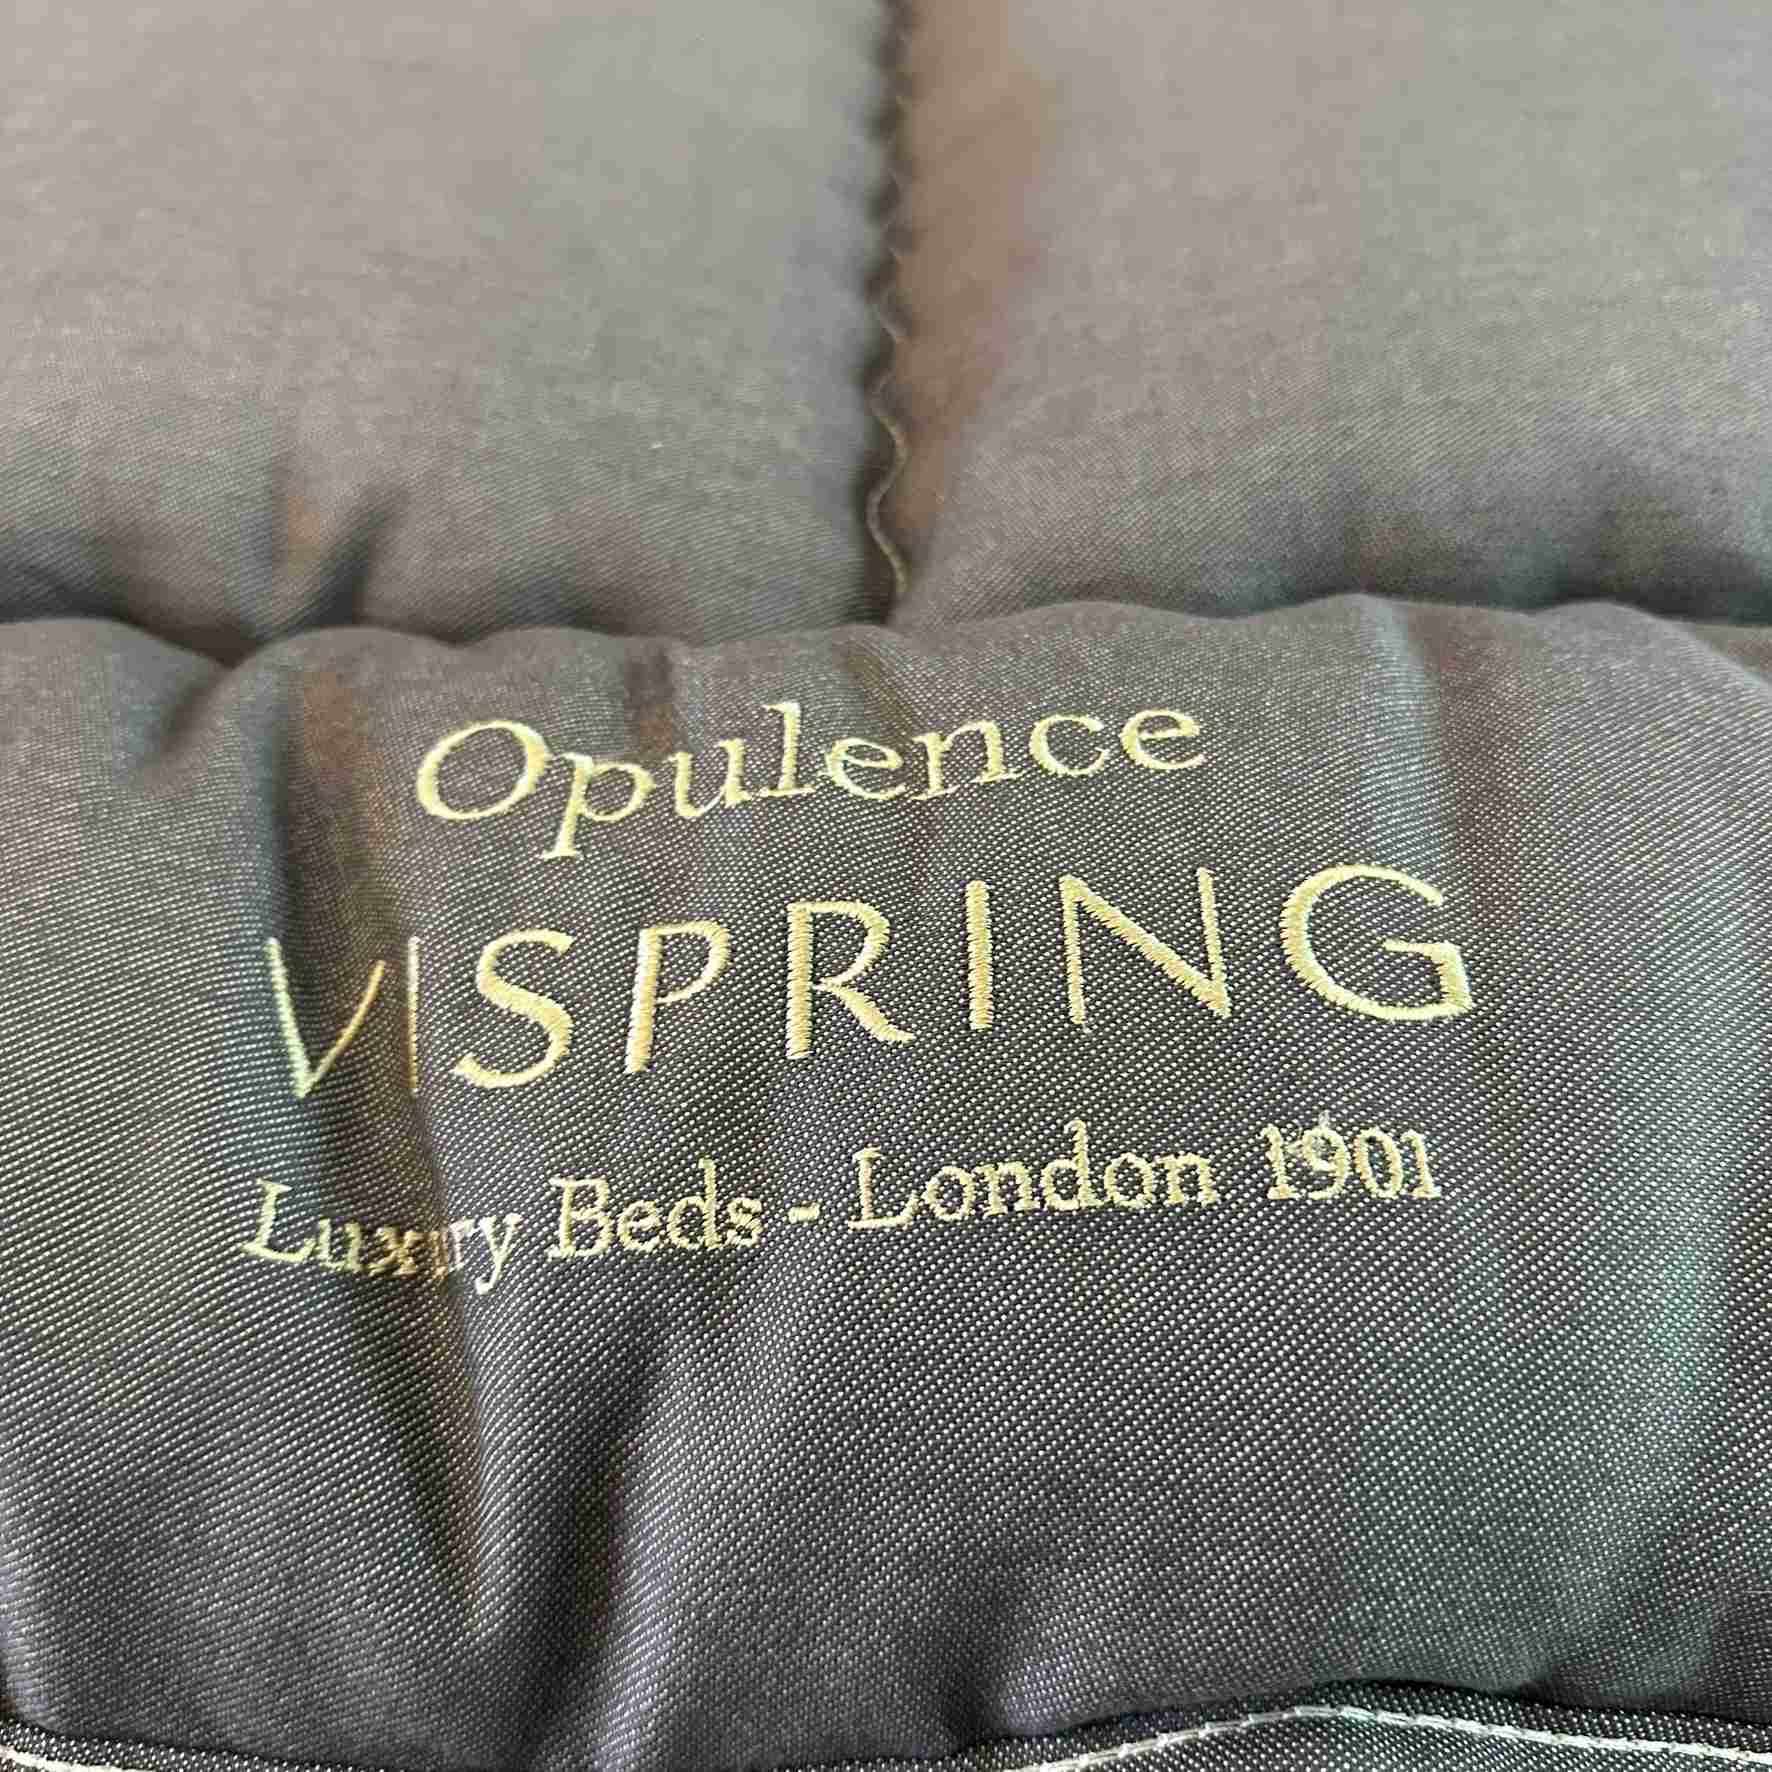 Opulence
VISPRING
Luxury Beds - London 1901